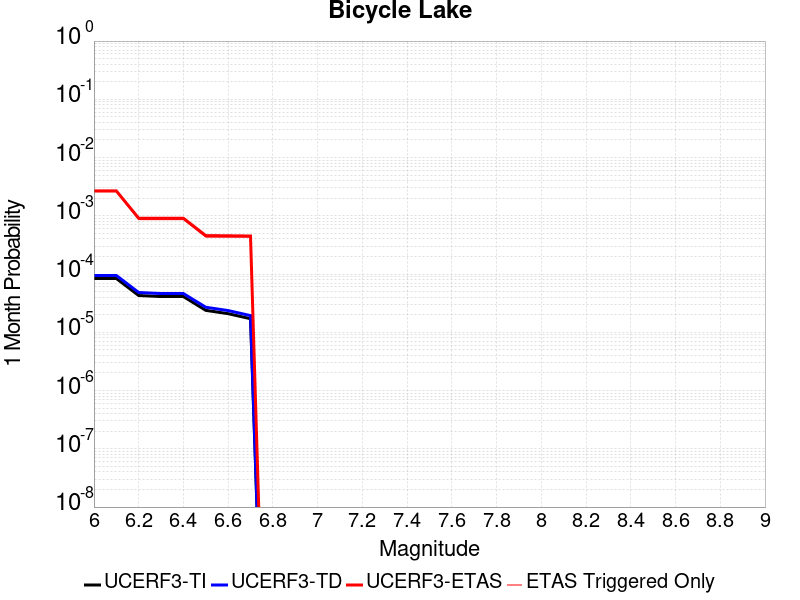 Bicycle Lake
10^0
10^-1
10^-2
10^-3
10^-4
10^-5
10^-6
10^-7
10^-8
1 Month Probability
6 6.2 6.4 6.6 6.8 7 7.2 7.4 7.6 7.8 8 8.2 8.4 8.6 8.8 9
Magnitude
UCERF3-TI UCERF3-TD UCERF3-ETAS ETAS Triggered Only